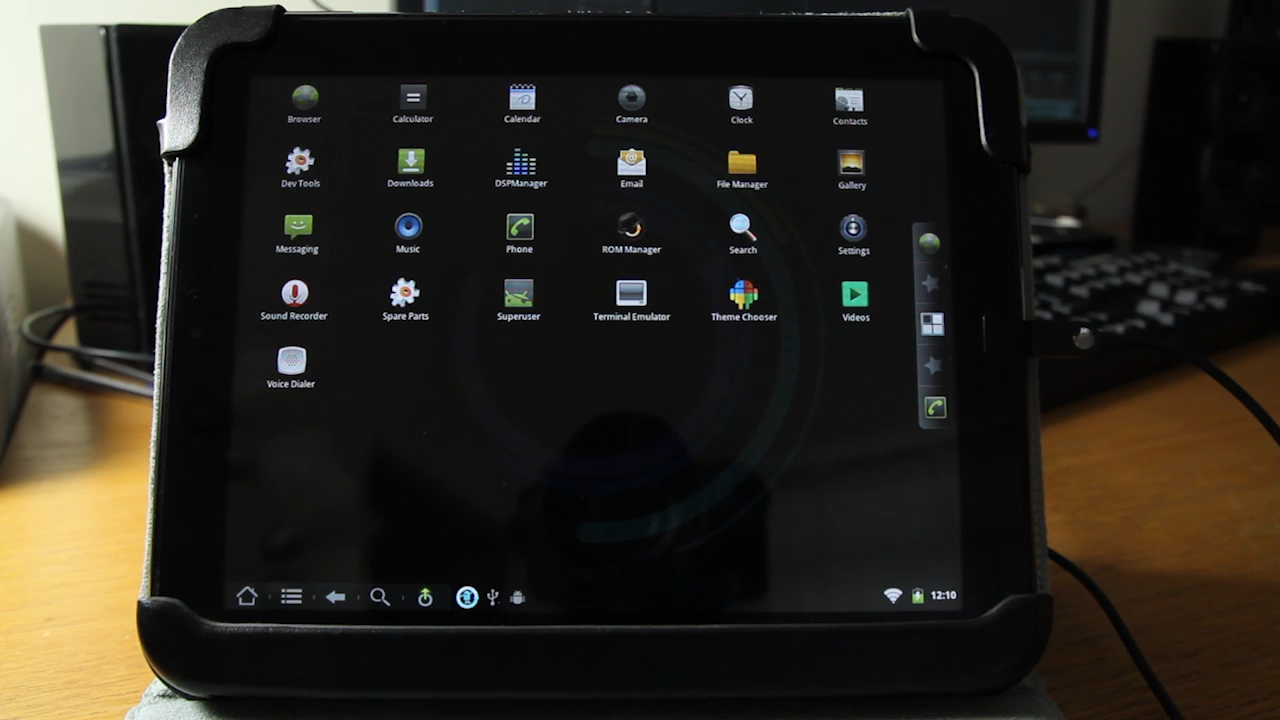 Browser Calculator Calendar Camera Clock Contacts
Dev Tools Downloads DSPManager Email File Manager Gallery
Messaging Music Phone ROM Manager Search Settings
Sound Recorder Spare Parts Superuser Terminal Emulator Theme Chooser Videos
Voice Dialer
12:10